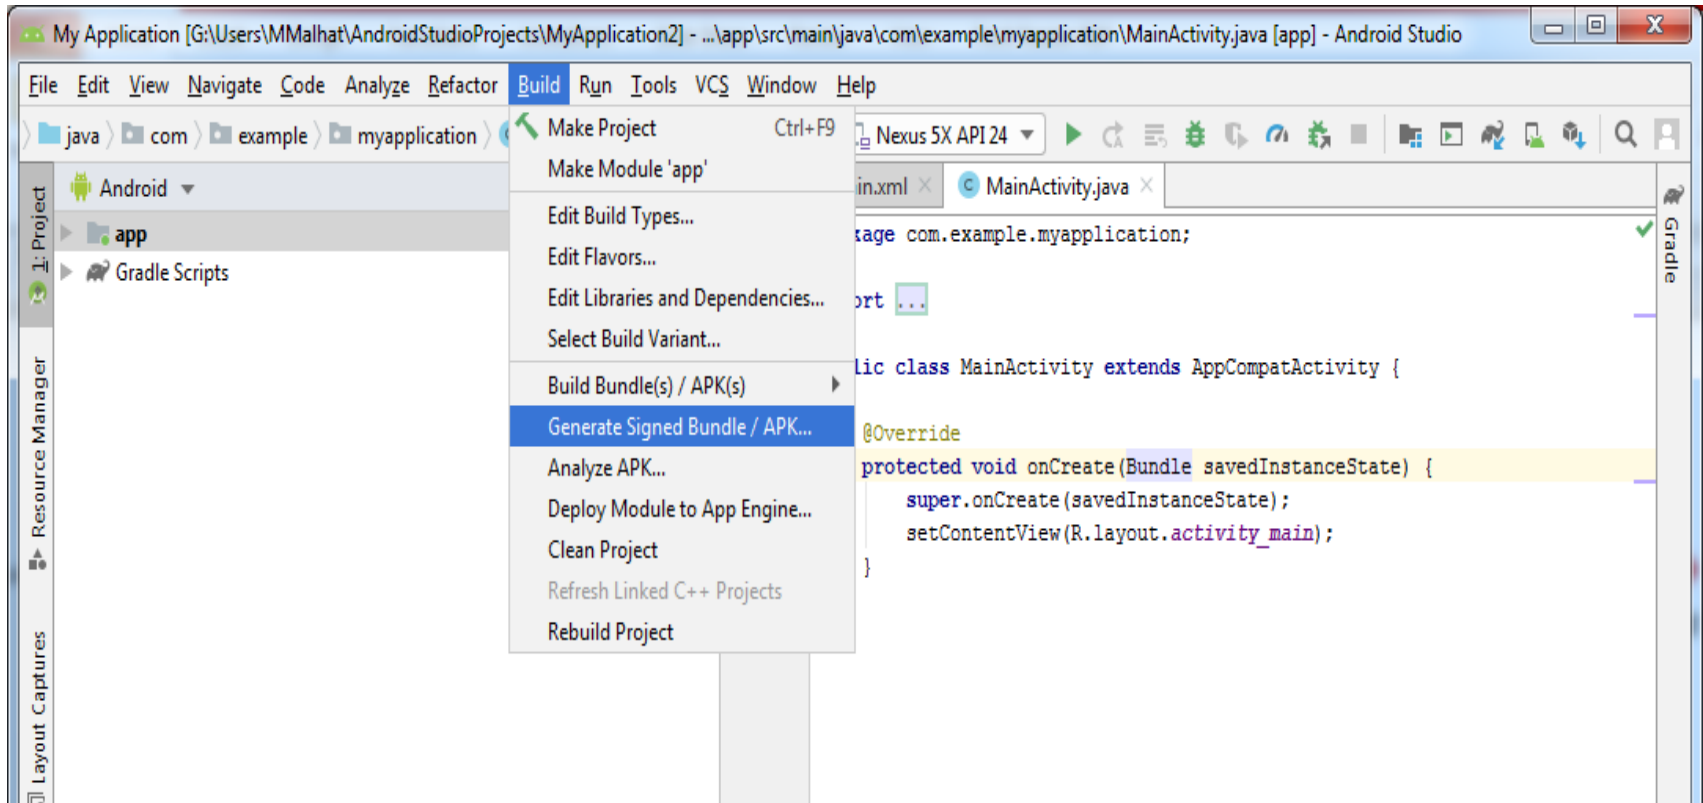 My Application [G:\Users\MMalhat\AndroidStudioProjects\MyApplication2] - ...\app\src\main\java\com\example\myapplication\MainActivity.java [app] - Android Studio
File Edit View Navigate Code Analyze Refactor Build Run Tools VCS Window Help
java com example myapplication
Nexus 5X API 24
Android
app
Gradle Scripts
1: Project
Resource Manager
Layout Captures
Make Project Ctrl+F9
Make Module 'app'
Edit Build Types...
Edit Flavors...
Edit Libraries and Dependencies...
Select Build Variant...
Build Bundle(s) / APK(s)
Generate Signed Bundle / APK...
Analyze APK...
Deploy Module to App Engine...
Clean Project
Refresh Linked C++ Projects
Rebuild Project
in.xml MainActivity.java
kage com.example.myapplication;
ort ...
lic class MainActivity extends AppCompatActivity {
@Override
protected void onCreate(Bundle savedInstanceState) {
super.onCreate(savedInstanceState);
setContentView(R.layout.activity_main);
}
Gradle